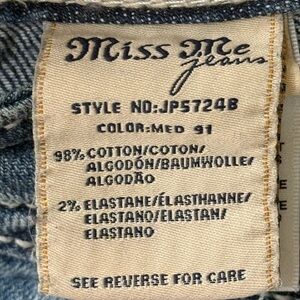 Miss Me
jeans
STYLE NO:JP5724B
COLOR:MED 91
98% COTTON/COTON/
ALGODÓN/BAUMWOLLE/
ALGODÃO
2% ELASTANE/ÉLASTHANNE/
ELASTANO/ELASTAN/
ELASTANO
SEE REVERSE FOR CARE